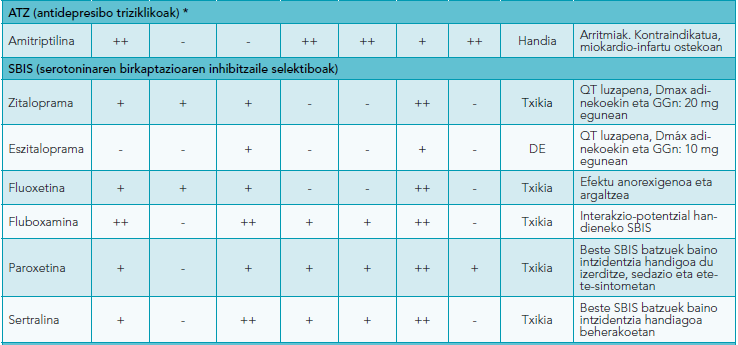 ATZ (antidepresibo triziklikoak) *
Amitriptilina ++ - - ++ ++ + ++ Handia Arritmiak. Kontraindikatua,
miokardio-infartu ostekoan
SBIS (serotoninaren birkaptazioaren inhibitzaile selektiboak)
Zitaloprama + + + - - ++ - Txikia QT luzapena, Dmax adi-
nekoekin eta GGn: 20 mg
egunean
Eszitaloprama - - + - - + - DE QT luzapena, Dmáx adi-
nekoekin eta GGn: 10 mg
egunean
Fluoxetina + + + - - ++ - Txikia Efektu anorexigenoa eta
argaltzea
Fluboxamina ++ - ++ + + ++ - Txikia Interakzio-potentzial han-
dieneko SBIS
Paroxetina + - + + + ++ + Txikia Beste SBIS batzuek baino
intzidentzia handigoa du
izerditze, sedazio eta ete-
te-sintometan
Sertralina + - ++ + + ++ - Txikia Beste SBIS batzuek baino
intzidentzia handiagoa
beherakoetan